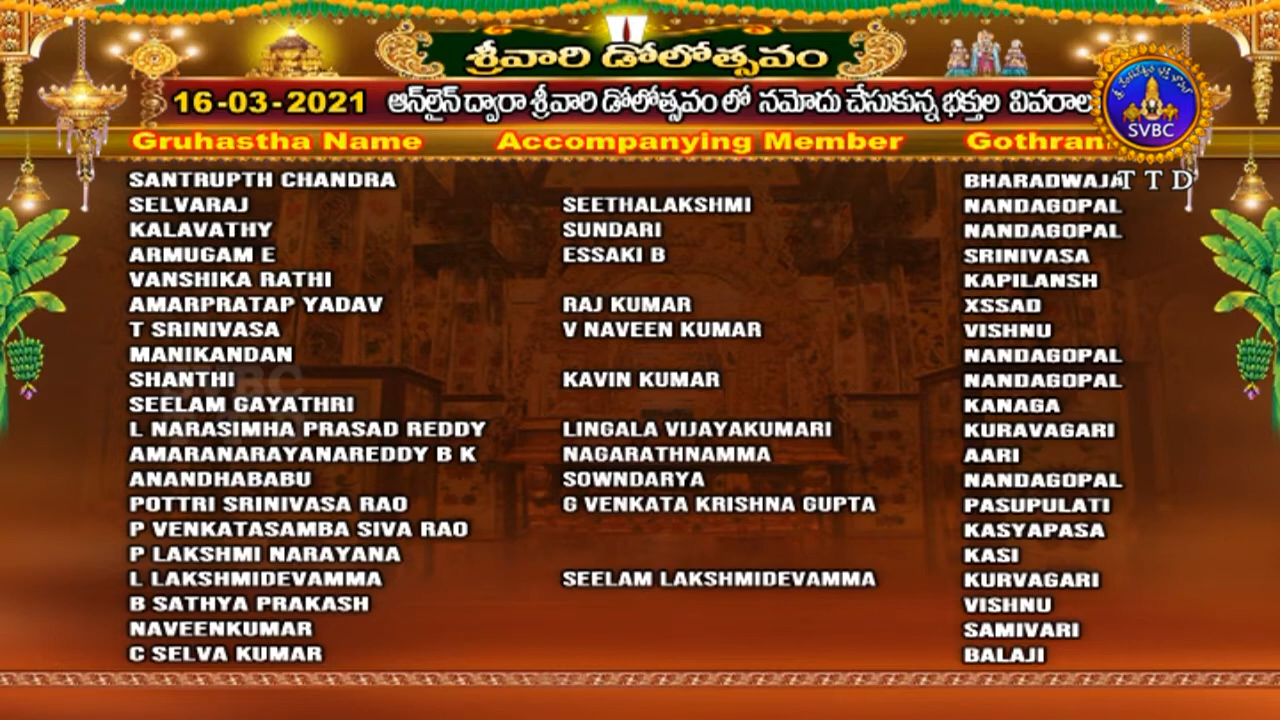 శ్రీవారి డోలోత్సవం
16-03-2021 ఆన్‌లైన్ ద్వారా శ్రీవారి డోలోత్సవం లో నమోదు చేసుకున్న భక్తుల వివరాల
SVBC
Gruhastha Name Accompanying Member Gothram
TTD
SANTRUPTH CHANDRA BHARADWAJA
SELVARAJ SEETHALAKSHMI NANDAGOPAL
KALAVATHY SUNDARI NANDAGOPAL
ARMUGAM E ESSAKI B SRINIVASA
VANSHIKA RATHI KAPILANSH
AMARPRATAP YADAV RAJ KUMAR XSSAD
T SRINIVASA V NAVEEN KUMAR VISHNU
MANIKANDAN NANDAGOPAL
SHANTHI KAVIN KUMAR NANDAGOPAL
SEELAM GAYATHRI KANAGA
L NARASIMHA PRASAD REDDY LINGALA VIJAYAKUMARI KURAVAGARI
AMARANARAYANAREDDY B K NAGARATHNAMMA AARI
ANANDHABABU SOWNDARYA NANDAGOPAL
POTTRI SRINIVASA RAO G VENKATA KRISHNA GUPTA PASUPULATI
P VENKATASAMBA SIVA RAO KASYAPASA
P LAKSHMI NARAYANA KASI
L LAKSHMIDEVAMMA SEELAM LAKSHMIDEVAMMA KURVAGARI
B SATHYA PRAKASH VISHNU
NAVEENKUMAR SAMIVARI
C SELVA KUMAR BALAJI